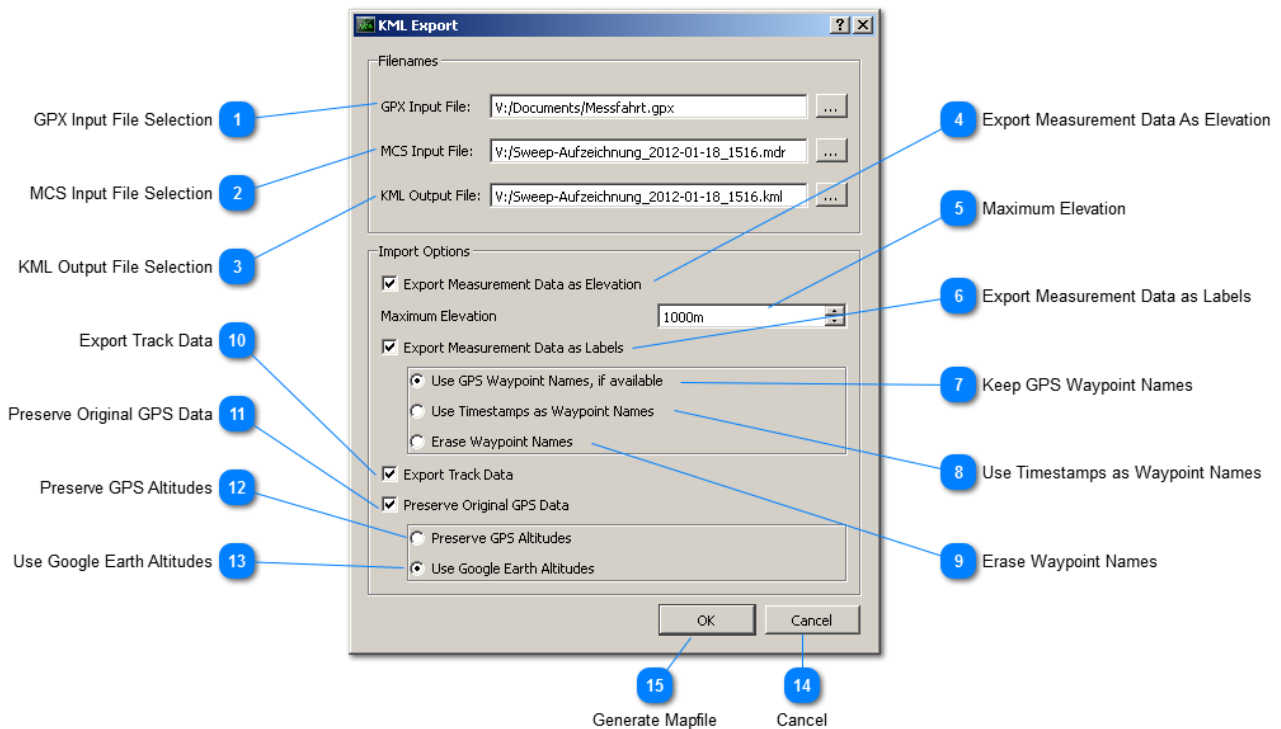 KML Export
Filenames
GPX Input File: V:/Documents/Messfahrt.gpx ...
MCS Input File: V:/Sweep-Aufzeichnung_2012-01-18_1516.mdr ...
KML Output File: V:/Sweep-Aufzeichnung_2012-01-18_1516.kml ...
Import Options
Export Measurement Data as Elevation
Maximum Elevation 1000m
Export Measurement Data as Labels
Use GPS Waypoint Names, if available
Use Timestamps as Waypoint Names
Erase Waypoint Names
Export Track Data
Preserve Original GPS Data
Preserve GPS Altitudes
Use Google Earth Altitudes
OK Cancel
GPX Input File Selection 1
MCS Input File Selection 2
KML Output File Selection 3
Export Track Data 10
Preserve Original GPS Data 11
Preserve GPS Altitudes 12
Use Google Earth Altitudes 13
4 Export Measurement Data As Elevation
5 Maximum Elevation
6 Export Measurement Data as Labels
7 Keep GPS Waypoint Names
8 Use Timestamps as Waypoint Names
9 Erase Waypoint Names
15 14
Generate Mapfile Cancel